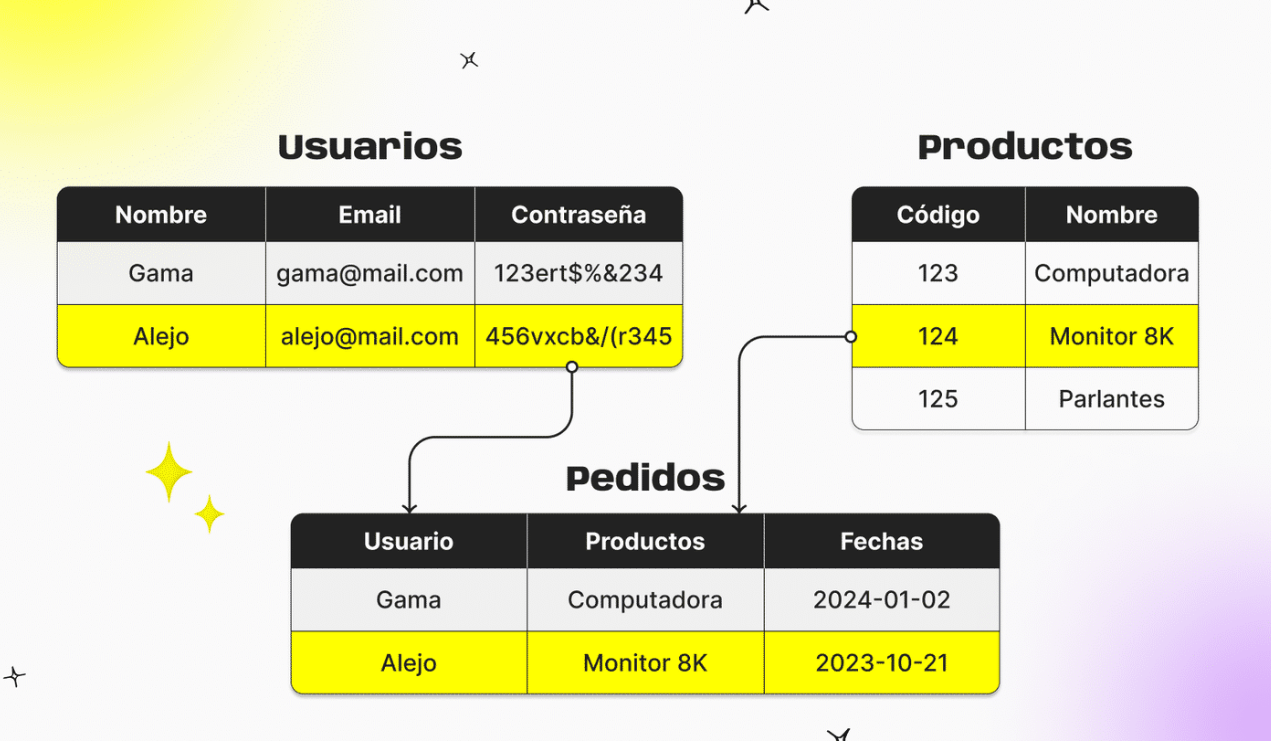 Usuarios
Nombre Email Contraseña
Gama gama@mail.com 123ert$%&234
Alejo alejo@mail.com 456vxcb&/(r345
Productos
Código Nombre
123 Computadora
124 Monitor 8K
125 Parlantes
Pedidos
Usuario Productos Fechas
Gama Computadora 2024-01-02
Alejo Monitor 8K 2023-10-21